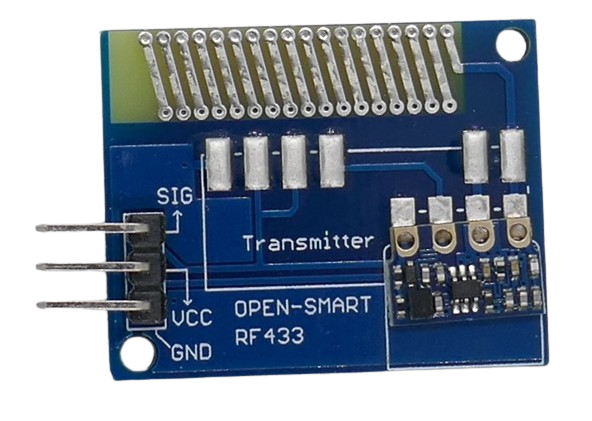 SIG
Transmitter
VCC
OPEN-SMART
RF433
GND